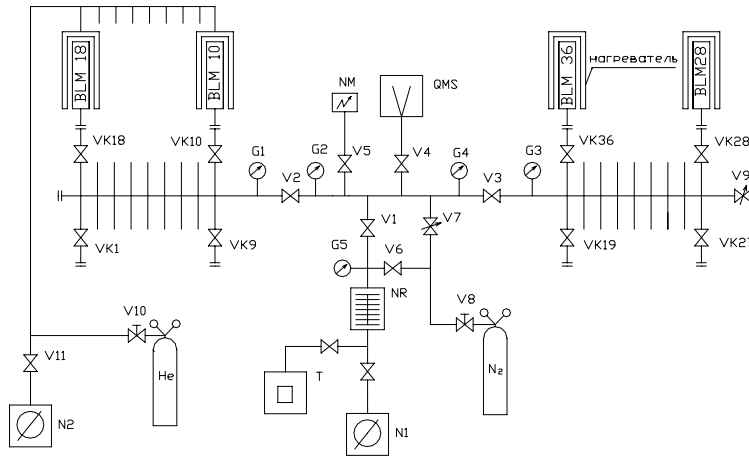 BLM 18
BLM 10
NM
QMS
BLM 36
нагреватель
BLM28
VK18
VK10
V5
V4
VK36
VK28
G1
G2
G4
G3
V2
V3
V9
V1
V7
VK1
VK9
G5
V6
VK19
VK27
NR
V10
V8
V11
He
T
N₂
N2
N1